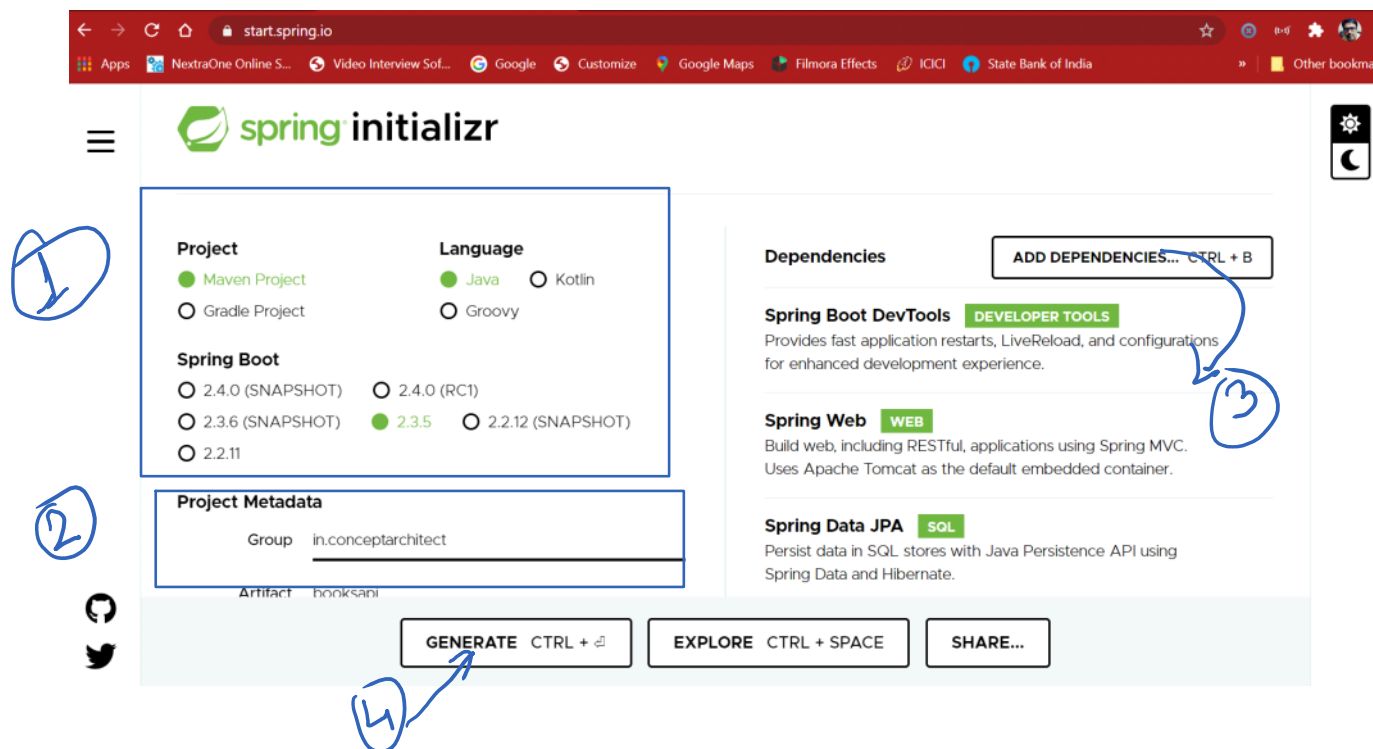 start.spring.io
Apps NextraOne Online S... Video Interview Sof... Google Customize Google Maps Filmora Effects ICICI State Bank of India » Other bookma
spring initializr
1
Project
Maven Project
Gradle Project
Language
Java Kotlin
Groovy
Spring Boot
2.4.0 (SNAPSHOT) 2.4.0 (RC1)
2.3.6 (SNAPSHOT) 2.3.5 2.2.12 (SNAPSHOT)
2.2.11
2
Project Metadata
Group in.conceptarchitect
Artifact booksapi
Dependencies ADD DEPENDENCIES... CTRL + B
3
Spring Boot DevTools DEVELOPER TOOLS
Provides fast application restarts, LiveReload, and configurations
for enhanced development experience.
Spring Web WEB
Build web, including RESTful, applications using Spring MVC.
Uses Apache Tomcat as the default embedded container.
Spring Data JPA SQL
Persist data in SQL stores with Java Persistence API using
Spring Data and Hibernate.
GENERATE CTRL + ⏎ EXPLORE CTRL + SPACE SHARE...
4